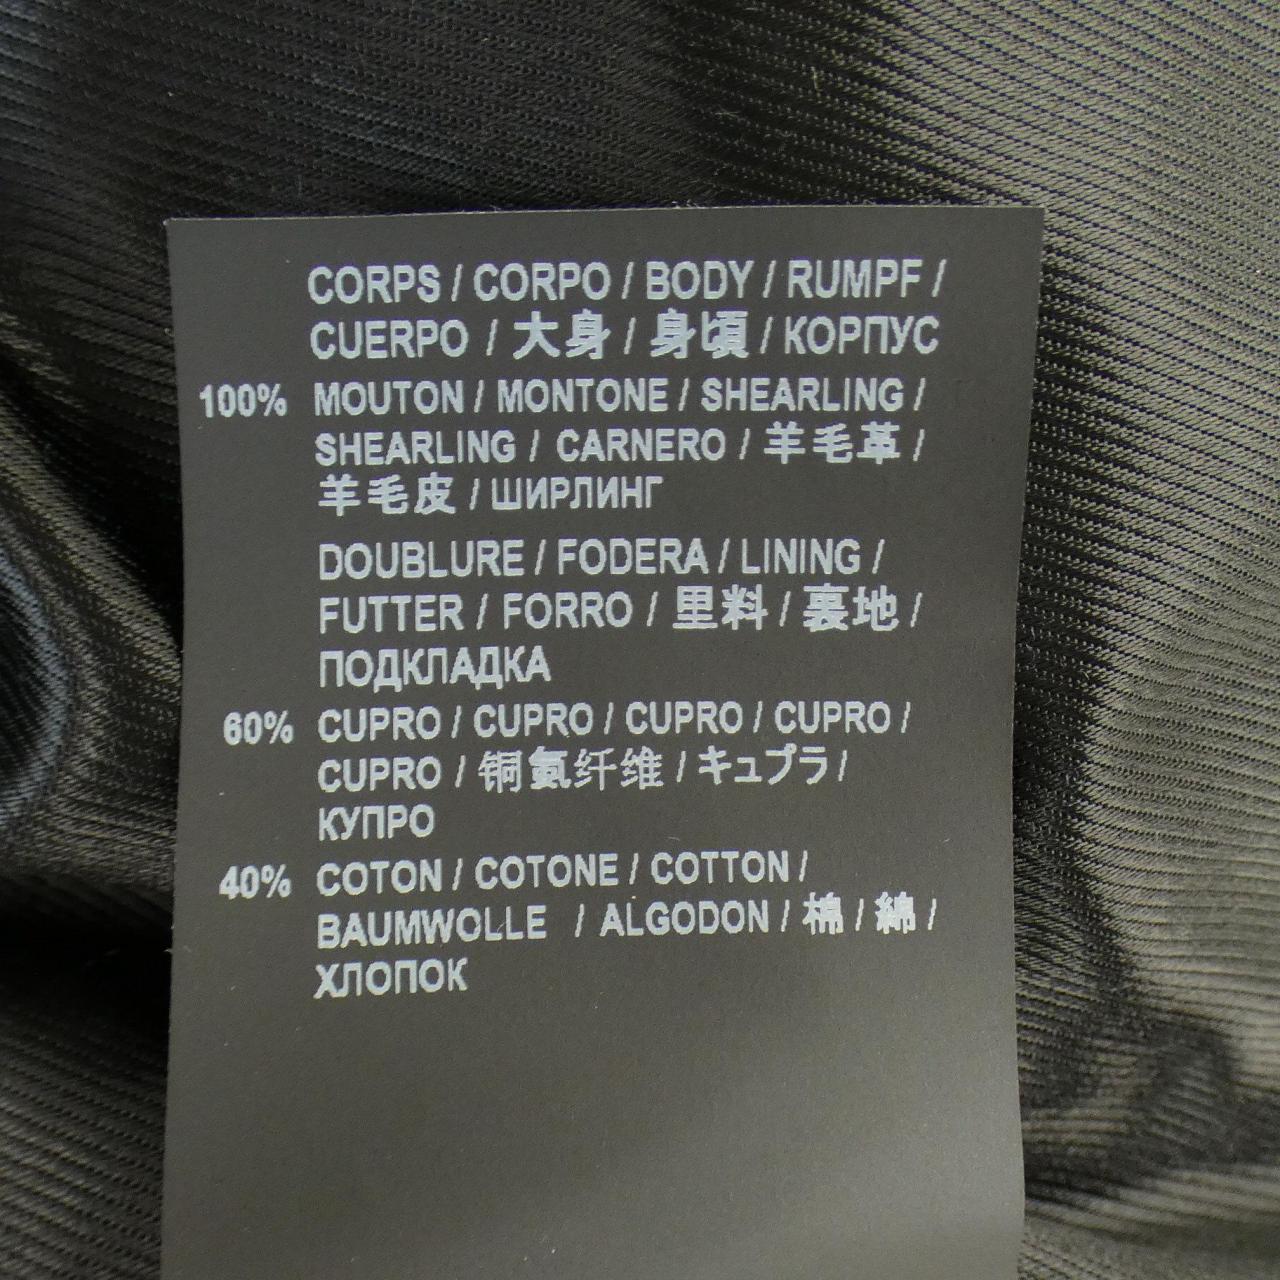 CORPS / CORPO / BODY / RUMPF /
CUERPO / 大身 / 身頃 / КОРПУС
100% MOUTON / MONTONE / SHEARLING /
SHEARLING / CARNERO / 羊毛革 /
羊毛皮 / ШИРЛИНГ
DOUBLURE / FODERA / LINING /
FUTTER / FORRO / 里料 / 裏地 /
ПОДКЛАДКА
60% CUPRO / CUPRO / CUPRO / CUPRO /
CUPRO / 铜氨纤维 / キュプラ /
КУПРО
40% COTON / COTONE / COTTON /
BAUMWOLLE / ALGODON / 棉 / 綿 /
ХЛОПОК